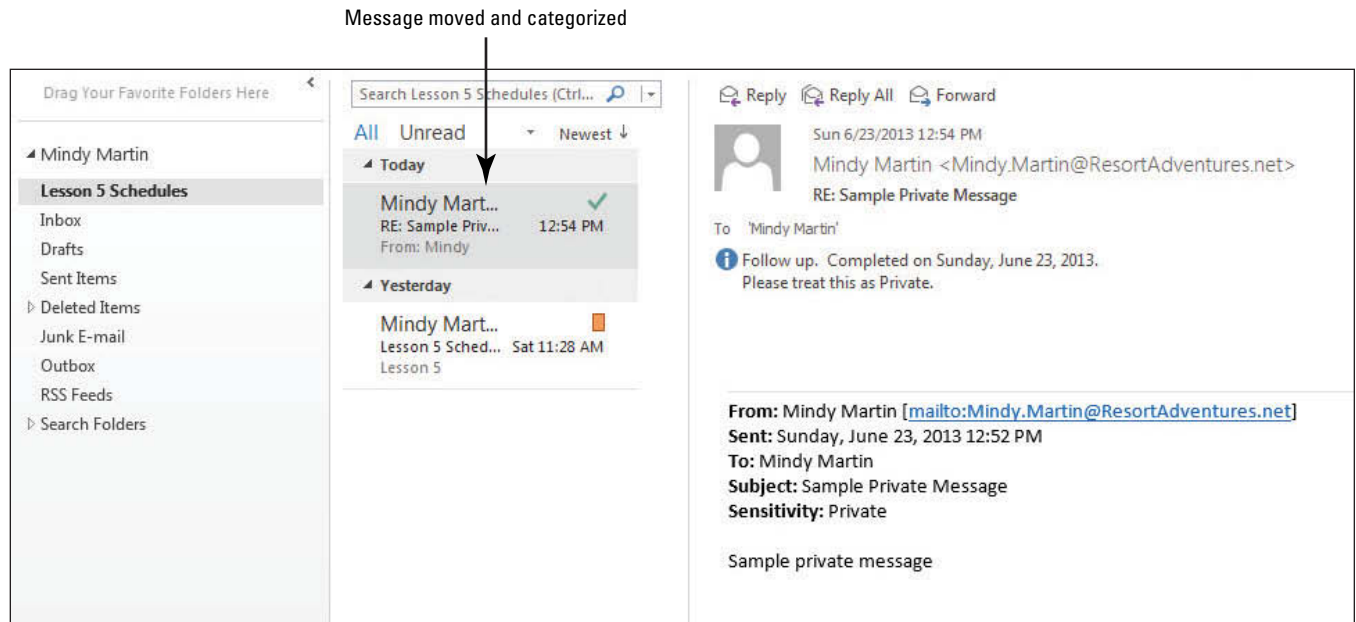 Message moved and categorized
Drag Your Favorite Folders Here
Mindy Martin
Lesson 5 Schedules
Inbox
Drafts
Sent Items
Deleted Items
Junk E-mail
Outbox
RSS Feeds
Search Folders
Search Lesson 5 Schedules (Ctrl...
All Unread Newest ↓
Today
Mindy Mart...
RE: Sample Priv... 12:54 PM
From: Mindy
Yesterday
Mindy Mart...
Lesson 5 Sched... Sat 11:28 AM
Lesson 5
Reply Reply All Forward
Sun 6/23/2013 12:54 PM
Mindy Martin <Mindy.Martin@ResortAdventures.net>
RE: Sample Private Message
To 'Mindy Martin'
Follow up. Completed on Sunday, June 23, 2013.
Please treat this as Private.
From: Mindy Martin [mailto:Mindy.Martin@ResortAdventures.net]
Sent: Sunday, June 23, 2013 12:52 PM
To: Mindy Martin
Subject: Sample Private Message
Sensitivity: Private
Sample private message